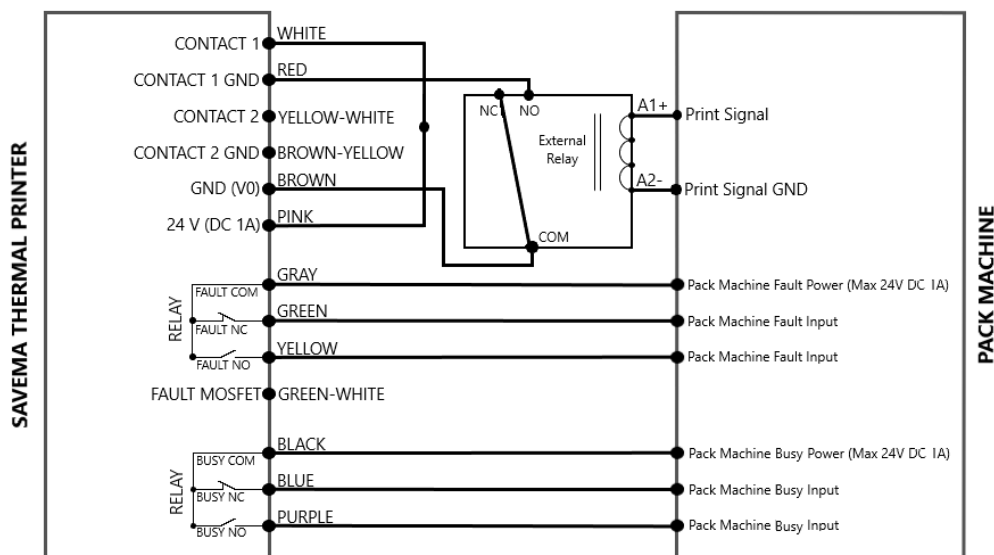 SAVEMA THERMAL PRINTER
CONTACT 1
WHITE
CONTACT 1 GND
RED
CONTACT 2
YELLOW-WHITE
CONTACT 2 GND
BROWN-YELLOW
GND (V0)
BROWN
24 V (DC 1A)
PINK
NC
NO
External
Relay
COM
A1+
Print Signal
A2-
Print Signal GND
RELAY
FAULT COM
GRAY
Pack Machine Fault Power (Max 24V DC 1A)
FAULT NC
GREEN
Pack Machine Fault Input
FAULT NO
YELLOW
Pack Machine Fault Input
FAULT MOSFET
GREEN-WHITE
RELAY
BUSY COM
BLACK
Pack Machine Busy Power (Max 24V DC 1A)
BUSY NC
BLUE
Pack Machine Busy Input
BUSY NO
PURPLE
Pack Machine Busy Input
PACK MACHINE